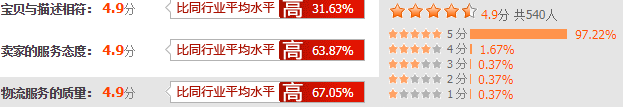 宝贝与描述相符： 4.9分 比同行业平均水平 高 31.63%
卖家的服务态度： 4.9分 比同行业平均水平 高 63.87%
物流服务的质量： 4.9分 比同行业平均水平 高 67.05%
4.9分 共540人
5分 97.22%
4分 1.67%
3分 0.37%
2分 0.37%
1分 0.37%